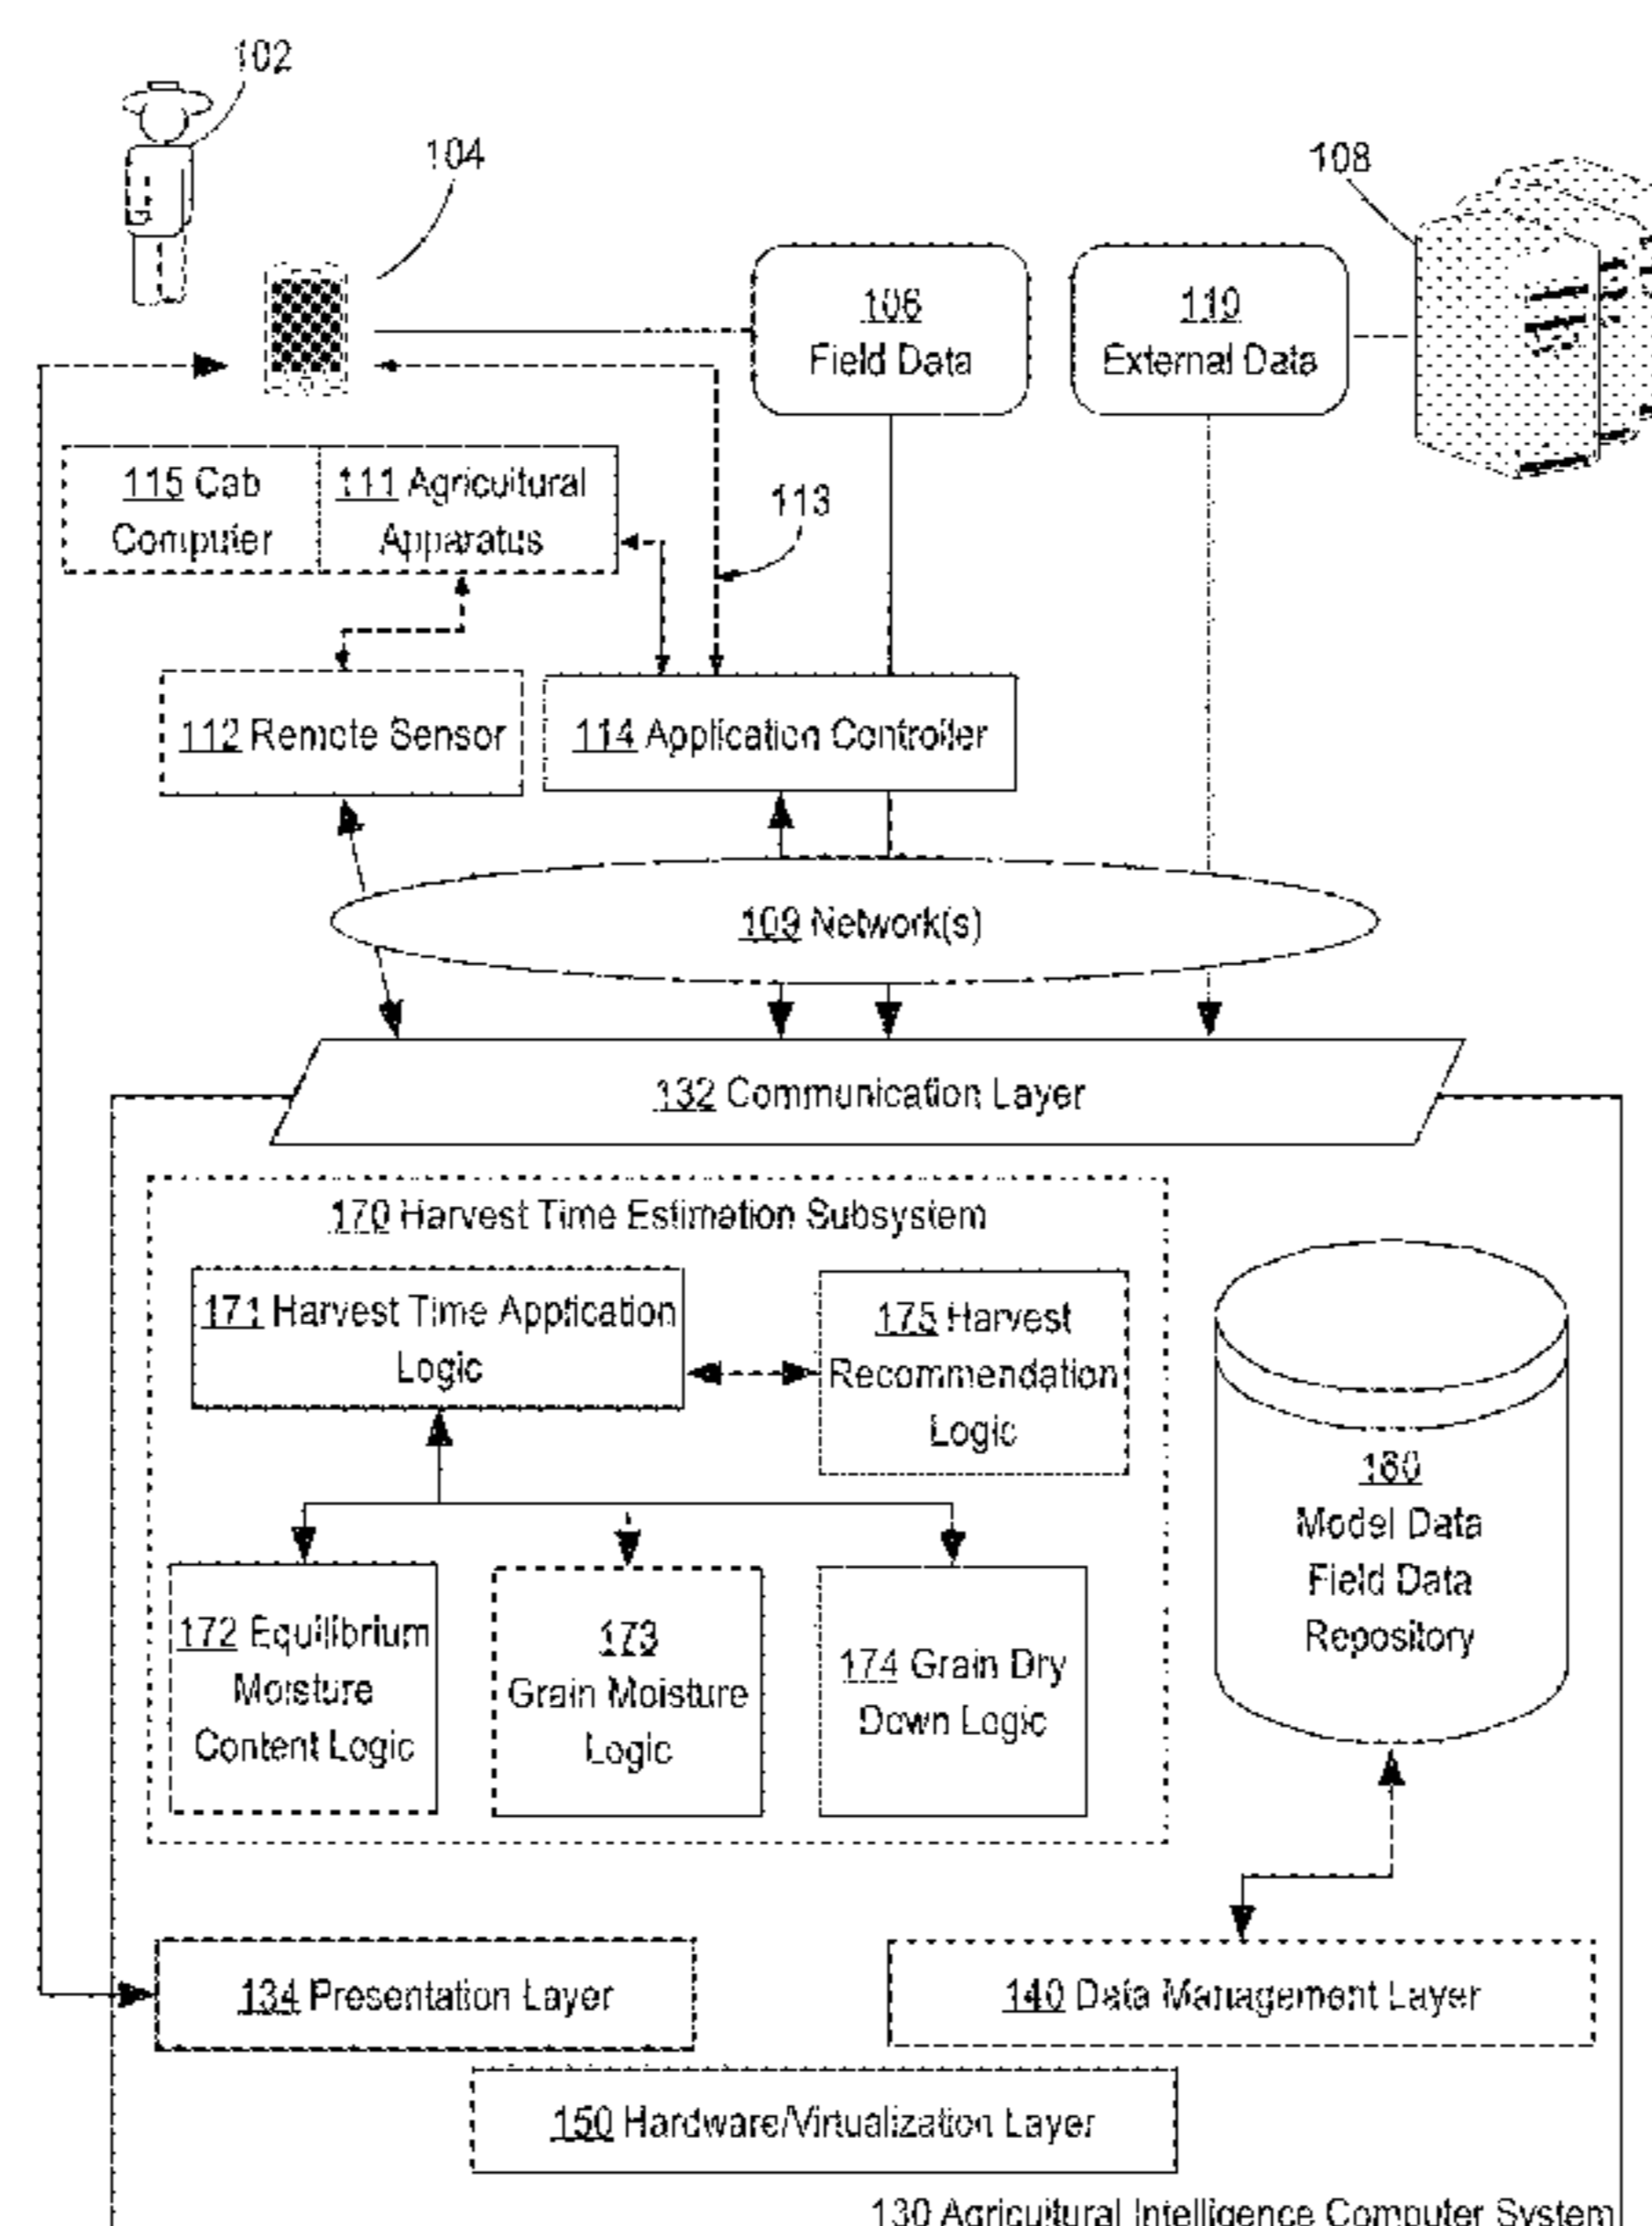 102
104
108
106
Field Data
110
External Data
115 Cab
Computer
111 Agricultural
Apparatus
113
112 Remote Sensor
114 Application Controller
109 Network(s)
132 Communication Layer
170 Harvest Time Estimation Subsystem
171 Harvest Time Application
Logic
175 Harvest
Recommendation
Logic
160
Model Data
Field Data
Repository
172 Equilibrium
Moisture
Content Logic
173
Grain Moisture
Logic
174 Grain Dry
Down Logic
134 Presentation Layer
140 Data Management Layer
150 Hardware/Virtualization Layer
130 Agricultural Intelligence Computer System